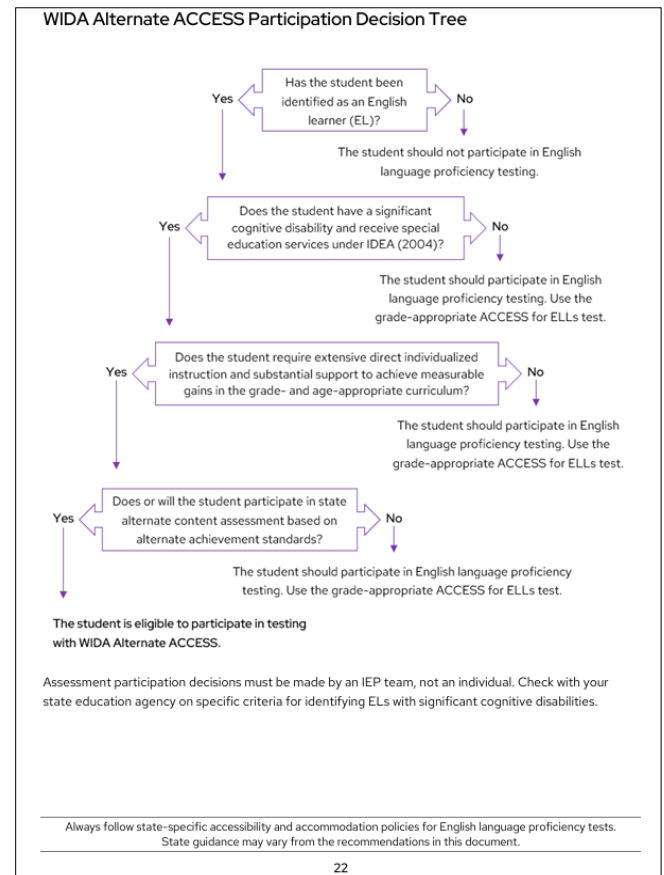 WIDA Alternate ACCESS Participation Decision Tree
Has the student been
identified as an English
learner (EL)?
Yes
No
The student should not participate in English
language proficiency testing.
Does the student have a significant
cognitive disability and receive special
education services under IDEA (2004)?
Yes
No
The student should participate in English
language proficiency testing. Use the
grade-appropriate ACCESS for ELLs test.
Does the student require extensive direct individualized
instruction and substantial support to achieve measurable
gains in the grade- and age-appropriate curriculum?
Yes
No
The student should participate in English
language proficiency testing. Use the
grade-appropriate ACCESS for ELLs test.
Does or will the student participate in state
alternate content assessment based on
alternate achievement standards?
Yes
No
The student should participate in English language proficiency
testing. Use the grade-appropriate ACCESS for ELLs test.
The student is eligible to participate in testing
with WIDA Alternate ACCESS.
Assessment participation decisions must be made by an IEP team, not an individual. Check with your
state education agency on specific criteria for identifying ELs with significant cognitive disabilities.
Always follow state-specific accessibility and accommodation policies for English language proficiency tests.
State guidance may vary from the recommendations in this document.
22